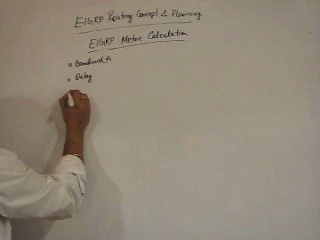 EIGRP Routing Concept & Planning
EIGRP Metric Calculation
Bandwidth
Delay